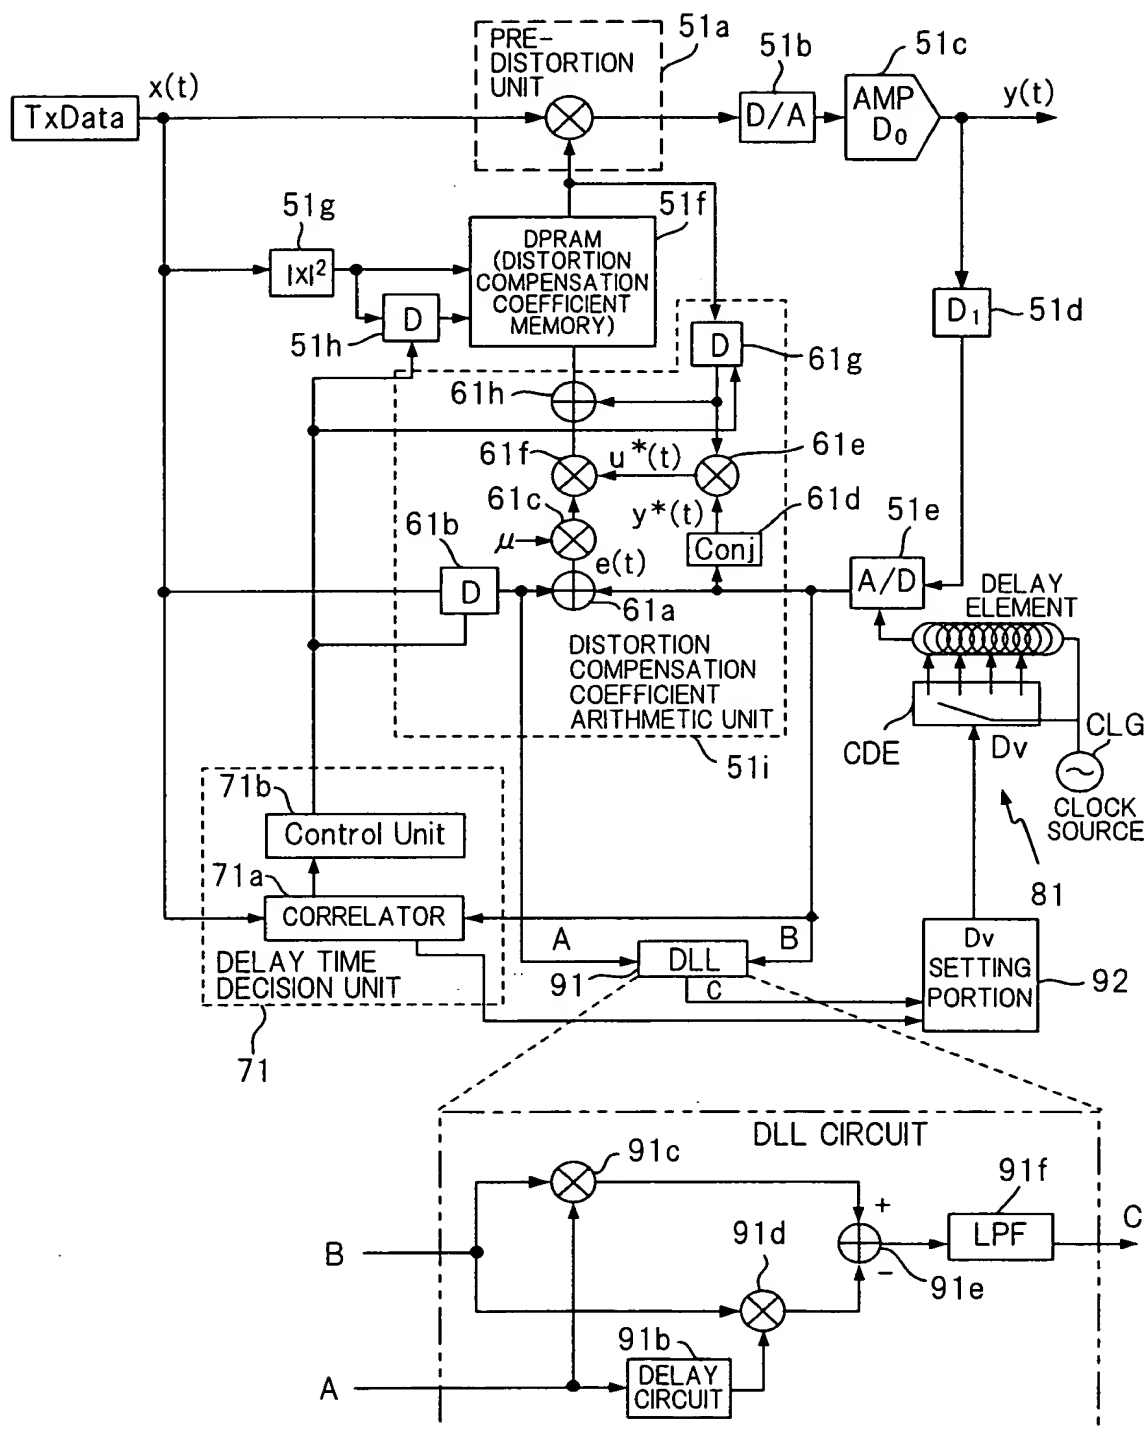 PRE-
DISTORTION
UNIT
51a
51b
51c
x(t)
TxData
D/A
AMP
D₀
y(t)
51g
|x|²
51f
DPRAM
(DISTORTION
COMPENSATION
COEFFICIENT
MEMORY)
D
51h
D₁
51d
D
61g
61h
61f
u*(t)
61e
61c
y*(t)
61d
61b
μ
Conj
51e
D
e(t)
61a
A/D
DELAY
ELEMENT
DISTORTION
COMPENSATION
COEFFICIENT
ARITHMETIC UNIT
51i
CDE
Dv
CLG
CLOCK
SOURCE
81
71b
Control Unit
71a
CORRELATOR
DELAY TIME
DECISION UNIT
71
A
B
DLL
91
C
Dv
SETTING
PORTION
92
DLL CIRCUIT
91c
+
91f
LPF
C
B
91d
91e
-
91b
A
DELAY
CIRCUIT